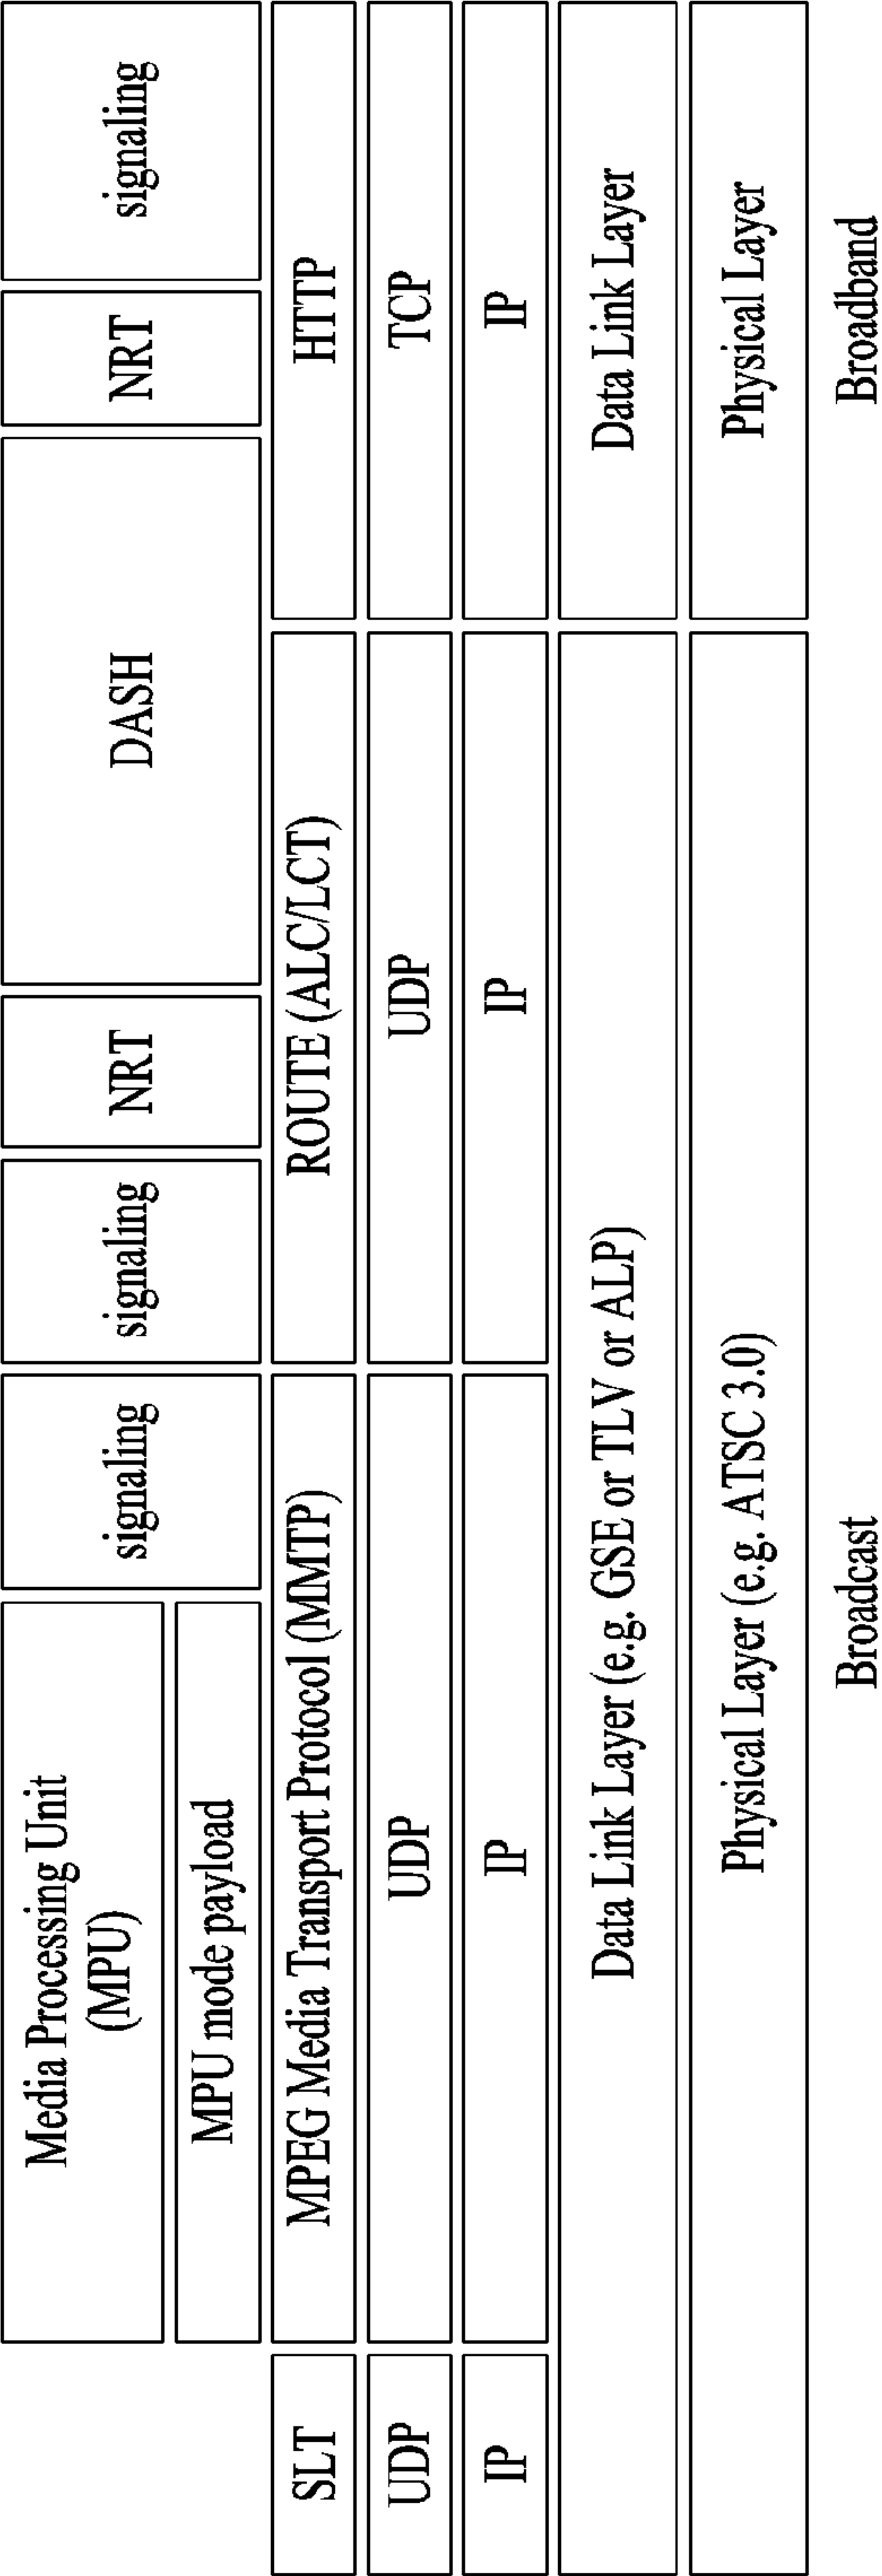 Media Processing Unit
(MPU)
signaling
signaling
NRT
DASH
NRT
signaling
MPU mode payload
SLT
MPEG Media Transport Protocol (MMTP)
ROUTE (ALC/LCT)
HTTP
UDP
UDP
UDP
TCP
IP
IP
IP
IP
Data Link Layer (e.g. GSE or TLV or ALP)
Data Link Layer
Physical Layer (e.g. ATSC 3.0)
Physical Layer
Broadcast
Broadband